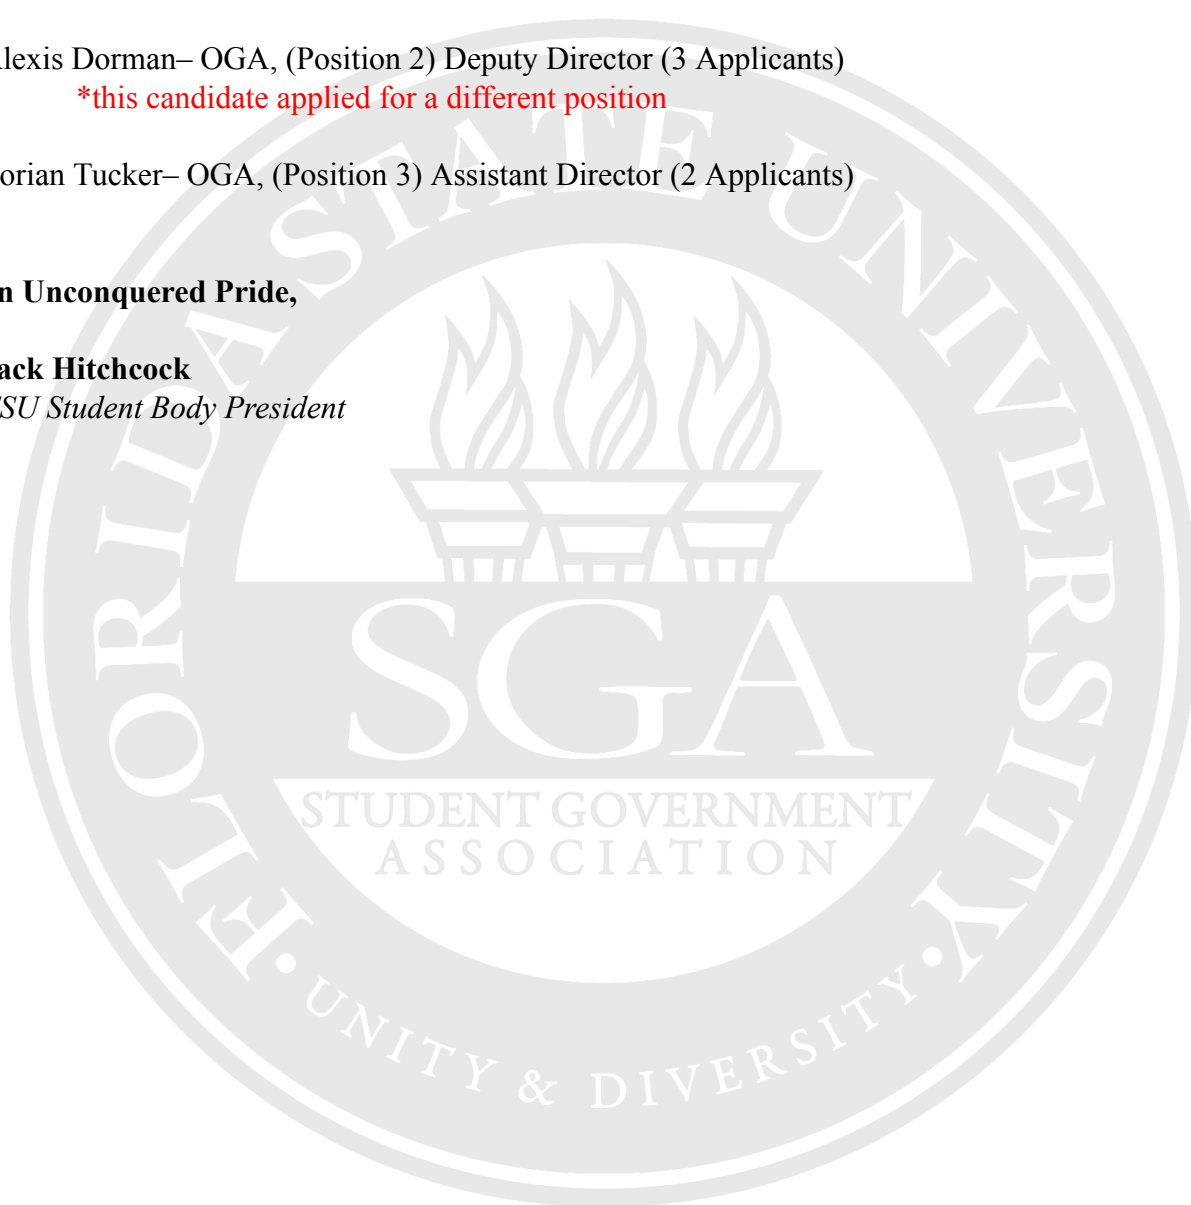 lexis Dorman– OGA, (Position 2) Deputy Director (3 Applicants)
*this candidate applied for a different position
orian Tucker– OGA, (Position 3) Assistant Director (2 Applicants)
n Unconquered Pride,
ack Hitchcock
SU Student Body President
FLORIDA STATE UNIVERSITY
SGA
STUDENT GOVERNMENT
ASSOCIATION
• UNITY & DIVERSITY •